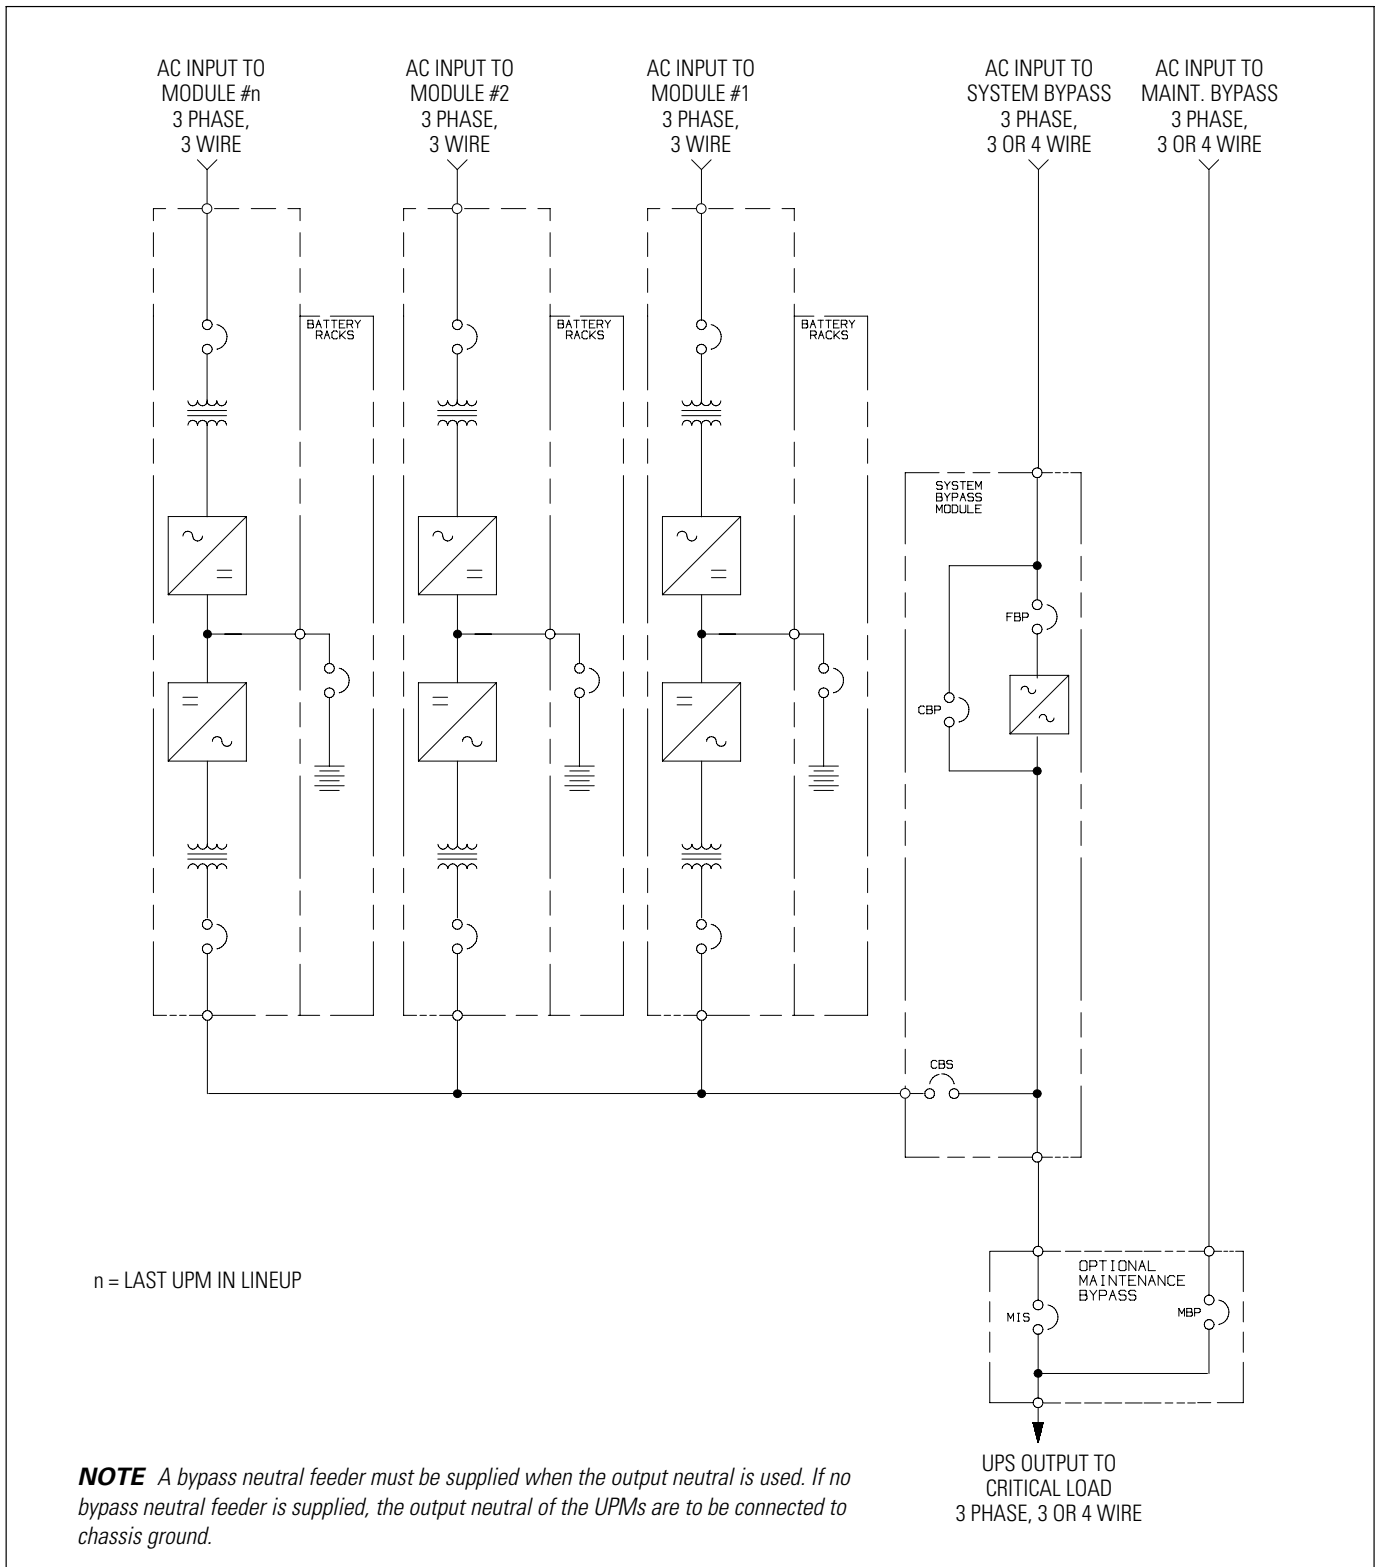 AC INPUT TO
MODULE #n
3 PHASE,
3 WIRE
AC INPUT TO
MODULE #2
3 PHASE,
3 WIRE
AC INPUT TO
MODULE #1
3 PHASE,
3 WIRE
AC INPUT TO
SYSTEM BYPASS
3 PHASE,
3 OR 4 WIRE
AC INPUT TO
MAINT. BYPASS
3 PHASE,
3 OR 4 WIRE
BATTERY
RACKS
BATTERY
RACKS
BATTERY
RACKS
SYSTEM
BYPASS
MODULE
FBP
CBP
CBS
OPTIONAL
MAINTENANCE
BYPASS
MIS
MBP
n = LAST UPM IN LINEUP
UPS OUTPUT TO
CRITICAL LOAD
3 PHASE, 3 OR 4 WIRE
NOTE A bypass neutral feeder must be supplied when the output neutral is used. If no
bypass neutral feeder is supplied, the output neutral of the UPMs are to be connected to
chassis ground.